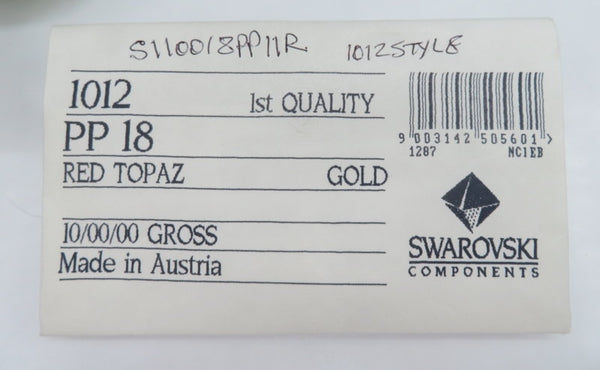 S110018PP11R 1012STYLE
1012 1st QUALITY
PP 18
RED TOPAZ GOLD
10/00/00 GROSS
Made in Austria
9 003142 505601 >
1287 NC1EB
SWAROVSKI
COMPONENTS